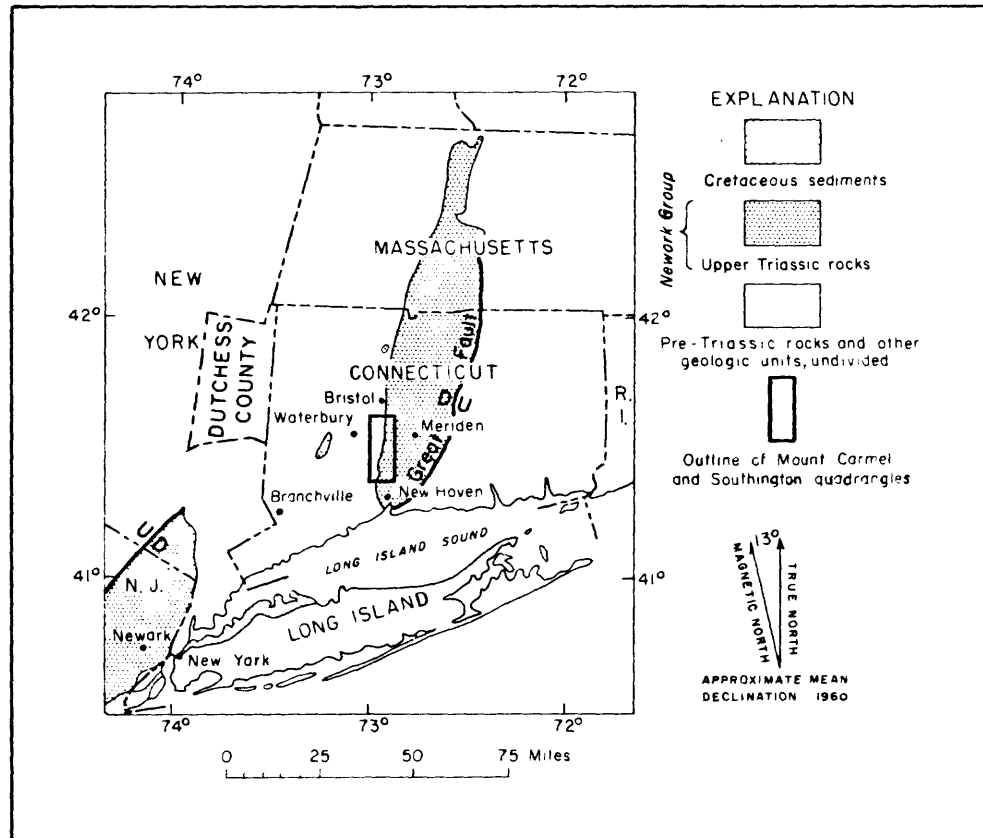 74°
73°
72°
EXPLANATION
Cretaceous sediments
Newark Group
Upper Triassic rocks
Pre-Triassic rocks and other
geologic units, undivided
Outline of Mount Carmel
and Southington quadrangles
MASSACHUSETTS
NEW
YORK
42°
42°
DUTCHESS
COUNTY
Great Fault
CONNECTICUT
D U
R.
I.
Bristol
Waterbury
Meriden
Branchville
New Haven
LONG ISLAND SOUND
U
D
41°
41°
N. J.
LONG ISLAND
Newark
New York
13°
MAGNETIC NORTH
TRUE NORTH
APPROXIMATE MEAN
DECLINATION 1960
74°
73°
72°
0 25 50 75 Miles